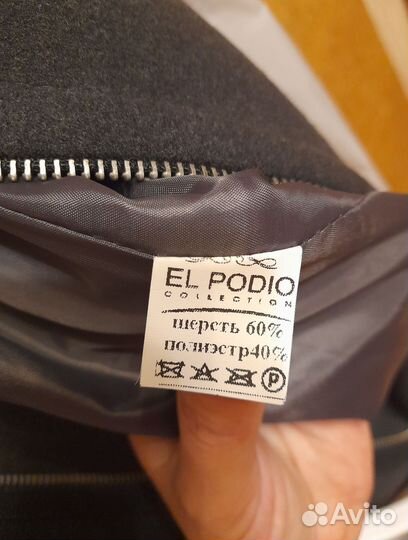 EL PODIO
COLLECTION
шерсть 60%
полиэстр40%
P
Avito